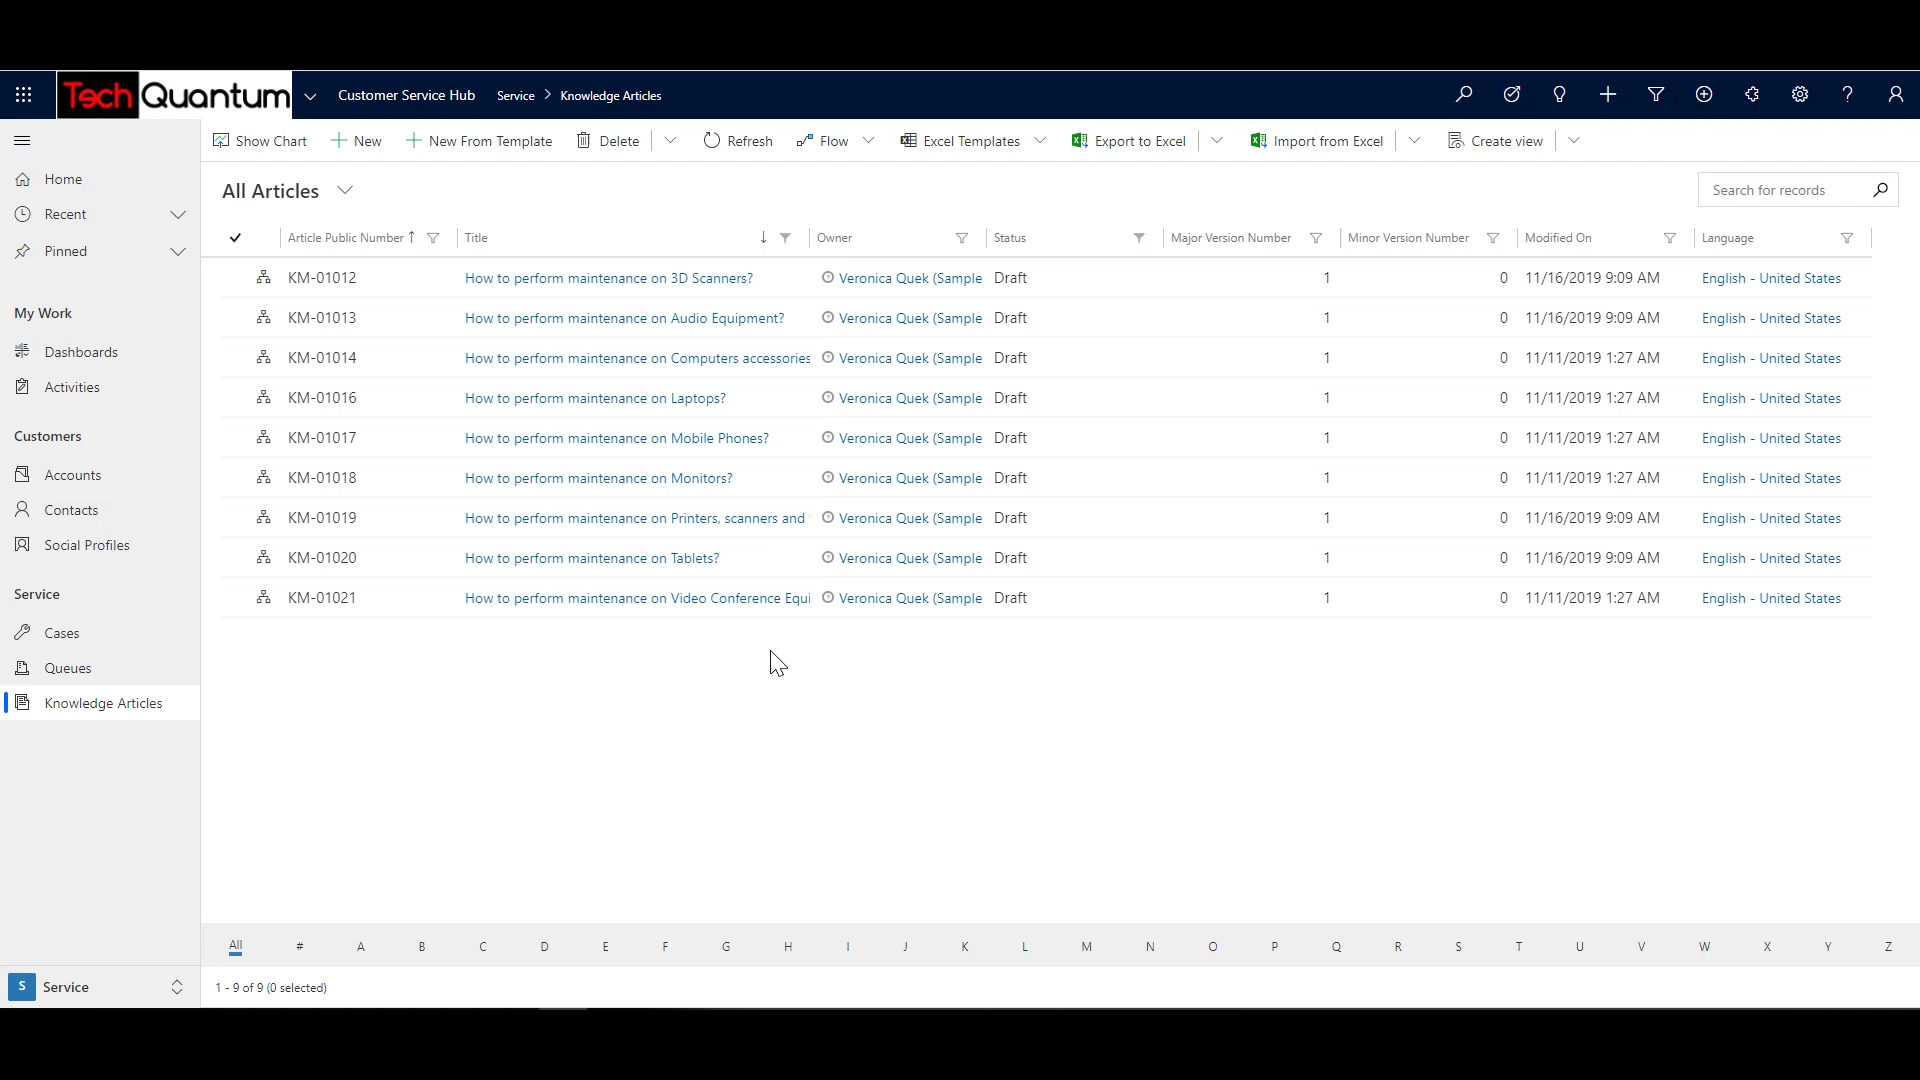 Tech Quantum Customer Service Hub Service Knowledge Articles ?
Show Chart New New From Template Delete Refresh Flow Excel Templates Export to Excel Import from Excel Create view
Home
Recent
Pinned
My Work
Dashboards
Activities
Customers
Accounts
Contacts
Social Profiles
Service
Cases
Queues
Knowledge Articles
S Service
All Articles
Search for records
Article Public Number Title Owner Status Major Version Number Minor Version Number Modified On Language
KM-01012 How to perform maintenance on 3D Scanners? Veronica Quek (Sample Draft 1 0 11/16/2019 9:09 AM English - United States
KM-01013 How to perform maintenance on Audio Equipment? Veronica Quek (Sample Draft 1 0 11/16/2019 9:09 AM English - United States
KM-01014 How to perform maintenance on Computers accessories Veronica Quek (Sample Draft 1 0 11/11/2019 1:27 AM English - United States
KM-01016 How to perform maintenance on Laptops? Veronica Quek (Sample Draft 1 0 11/11/2019 1:27 AM English - United States
KM-01017 How to perform maintenance on Mobile Phones? Veronica Quek (Sample Draft 1 0 11/11/2019 1:27 AM English - United States
KM-01018 How to perform maintenance on Monitors? Veronica Quek (Sample Draft 1 0 11/11/2019 1:27 AM English - United States
KM-01019 How to perform maintenance on Printers, scanners and Veronica Quek (Sample Draft 1 0 11/16/2019 9:09 AM English - United States
KM-01020 How to perform maintenance on Tablets? Veronica Quek (Sample Draft 1 0 11/16/2019 9:09 AM English - United States
KM-01021 How to perform maintenance on Video Conference Equi Veronica Quek (Sample Draft 1 0 11/11/2019 1:27 AM English - United States
All # A B C D E F G H I J K L M N O P Q R S T U V W X Y Z
1 - 9 of 9 (0 selected)